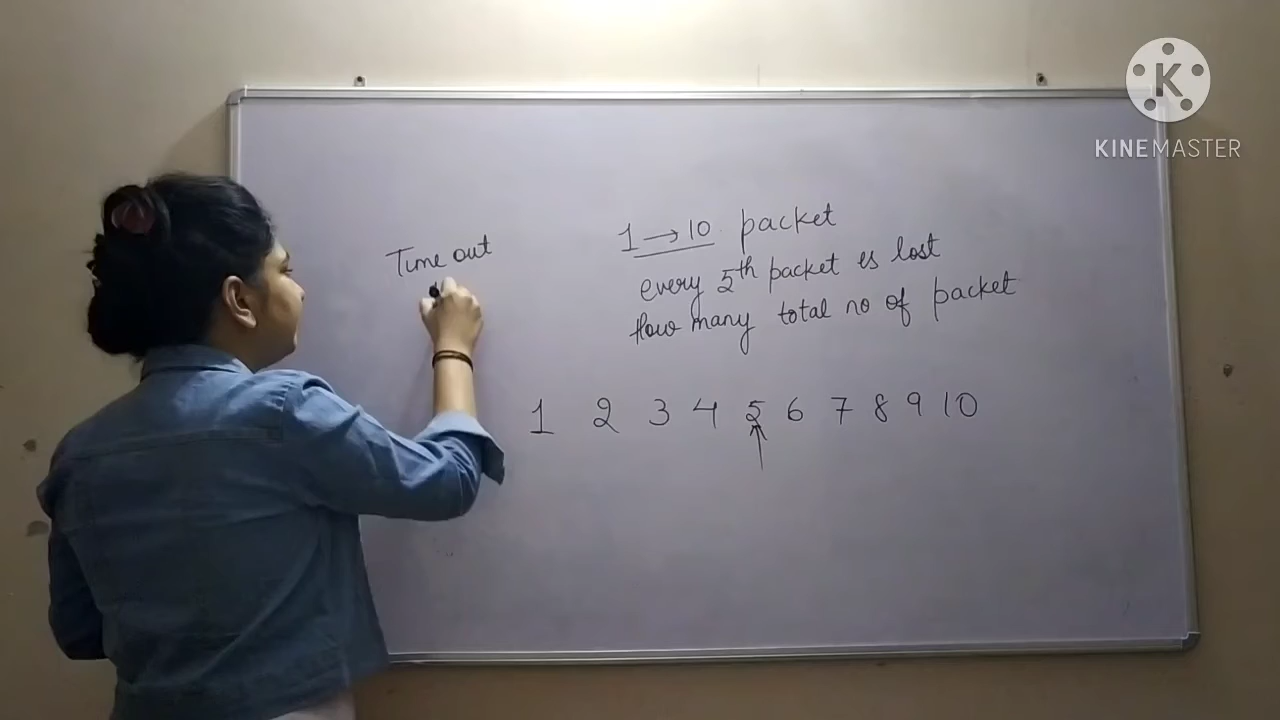 Time out
1 → 10 packet
every 5th packet is lost
How many total no of packet
1 2 3 4 5 6 7 8 9 10
K
KINEMASTER